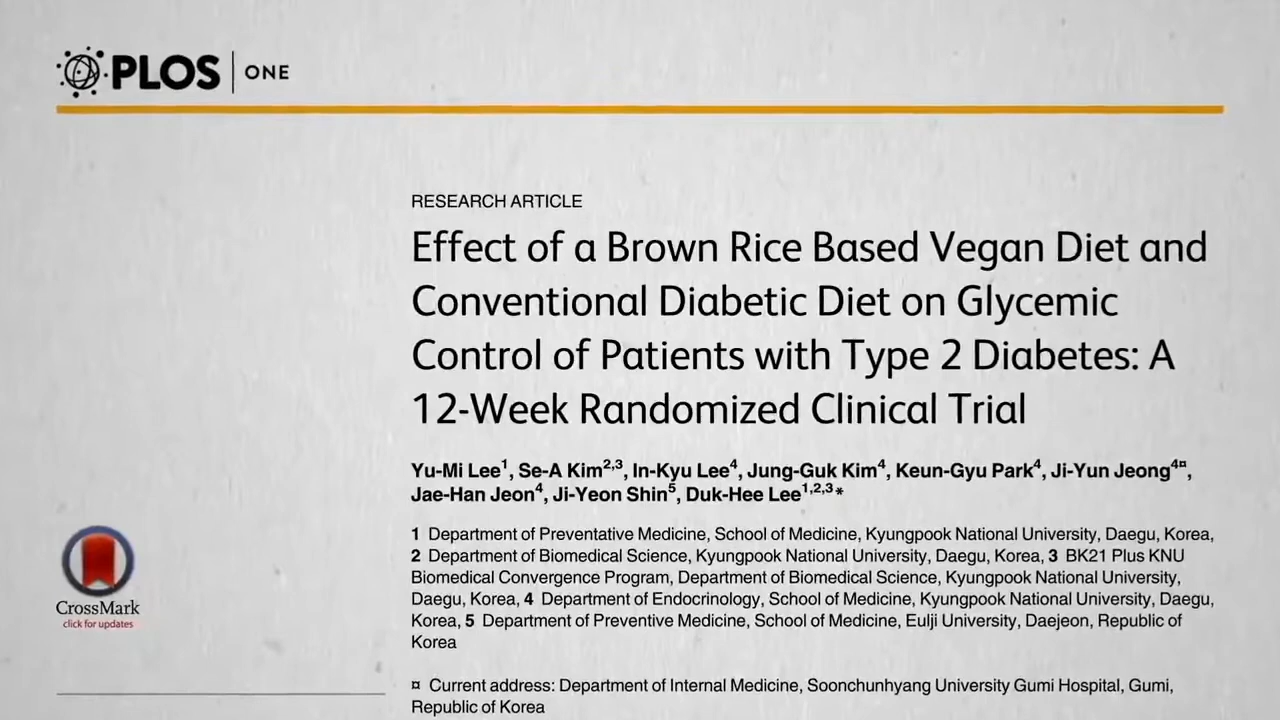 PLOS ONE
RESEARCH ARTICLE
Effect of a Brown Rice Based Vegan Diet and
Conventional Diabetic Diet on Glycemic
Control of Patients with Type 2 Diabetes: A
12-Week Randomized Clinical Trial
Yu-Mi Lee1, Se-A Kim2,3, In-Kyu Lee4, Jung-Guk Kim4, Keun-Gyu Park4, Ji-Yun Jeong4¤,
Jae-Han Jeon4, Ji-Yeon Shin5, Duk-Hee Lee1,2,3*
1 Department of Preventative Medicine, School of Medicine, Kyungpook National University, Daegu, Korea,
2 Department of Biomedical Science, Kyungpook National University, Daegu, Korea, 3 BK21 Plus KNU
Biomedical Convergence Program, Department of Biomedical Science, Kyungpook National University,
Daegu, Korea, 4 Department of Endocrinology, School of Medicine, Kyungpook National University, Daegu,
Korea, 5 Department of Preventive Medicine, School of Medicine, Eulji University, Daejeon, Republic of
Korea
¤ Current address: Department of Internal Medicine, Soonchunhyang University Gumi Hospital, Gumi,
Republic of Korea
CrossMark
click for updates